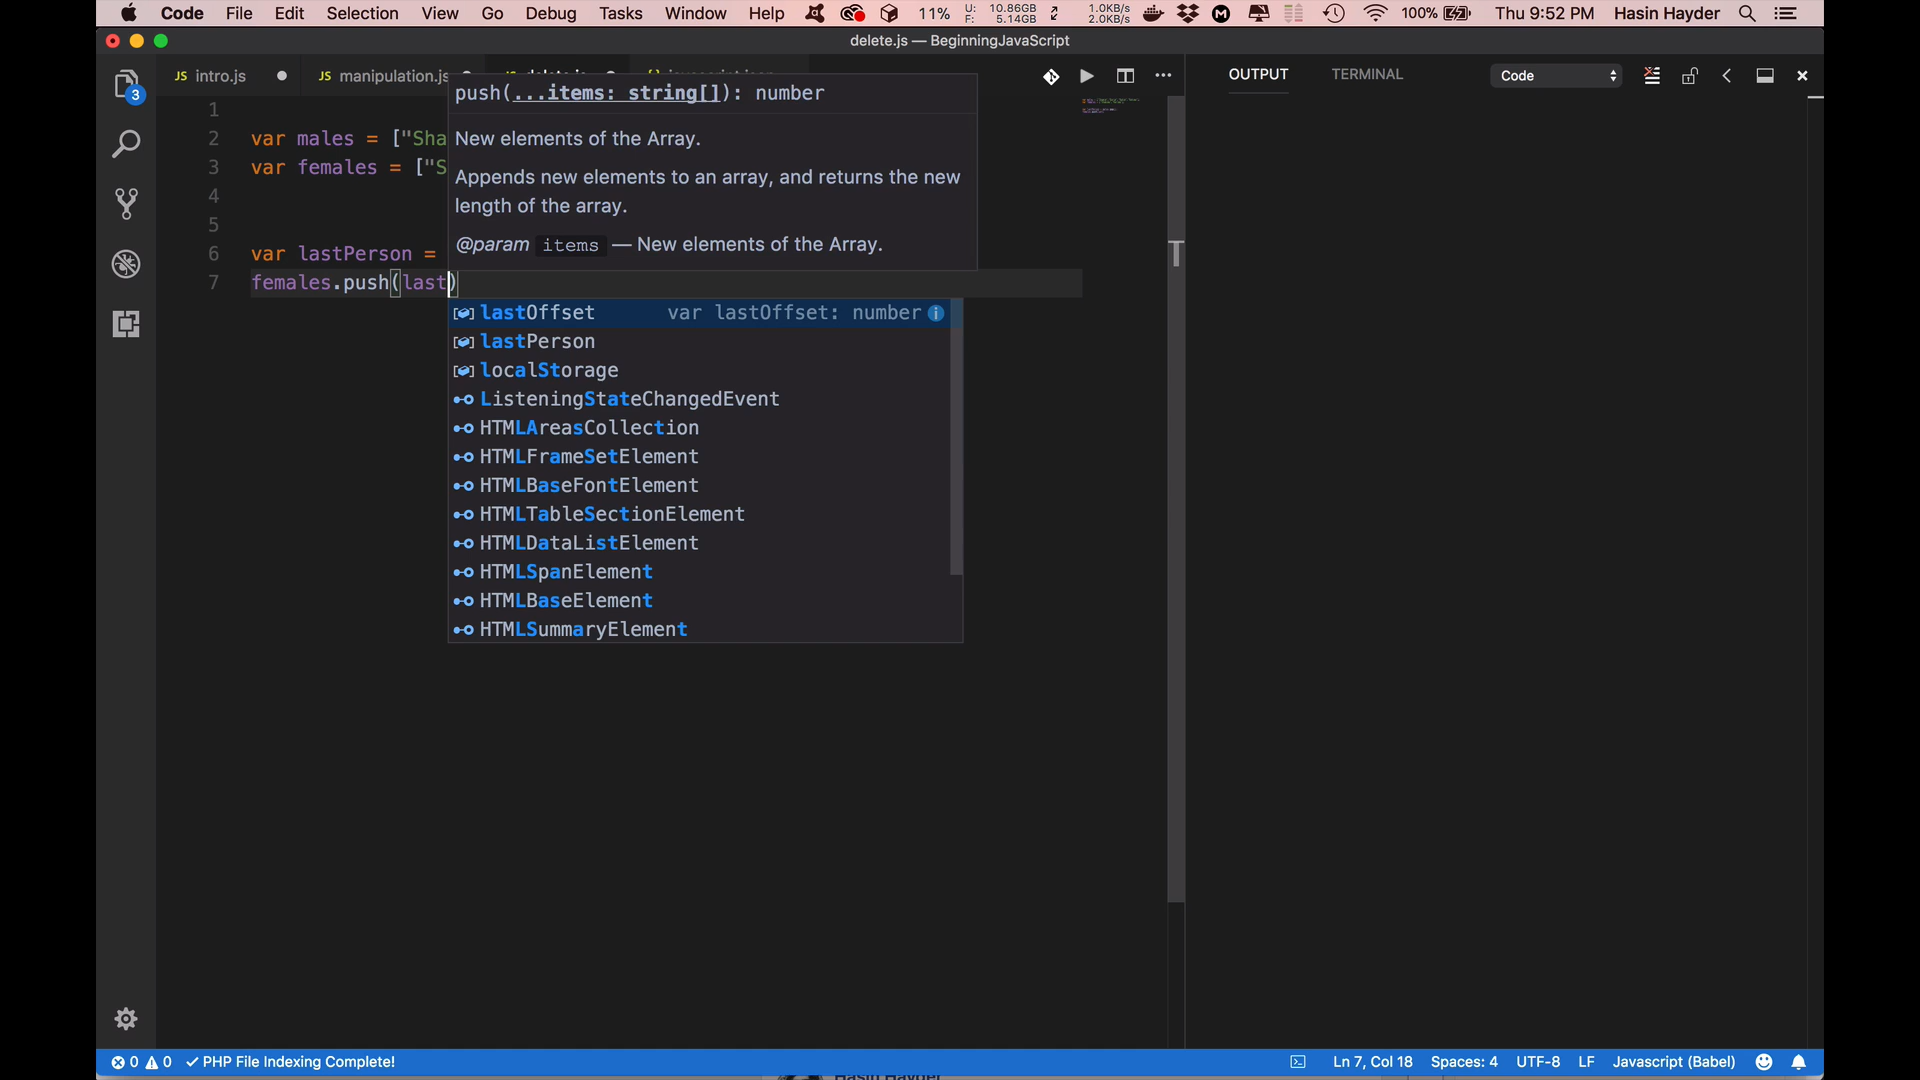 Code File Edit Selection View Go Debug Tasks Window Help 11% U: 10.86GB F: 5.14GB 1.0KB/s 2.0KB/s 100% Thu 9:52 PM Hasin Hayder
delete.js — BeginningJavaScript
JS intro.js JS manipulation.js
OUTPUT TERMINAL Code
3
push(...items: string[]): number
New elements of the Array.
Appends new elements to an array, and returns the new
length of the array.
@param items — New elements of the Array.
1
2 var males = ["Sha
3 var females = ["S
4
5
6 var lastPerson =
7 females.push(last)
lastOffset var lastOffset: number
lastPerson
localStorage
ListeningStateChangedEvent
HTMLAreasCollection
HTMLFrameSetElement
HTMLBaseFontElement
HTMLTableSectionElement
HTMLDataListElement
HTMLSpanElement
HTMLBaseElement
HTMLSummaryElement
0 0 PHP File Indexing Complete! Ln 7, Col 18 Spaces: 4 UTF-8 LF Javascript (Babel)